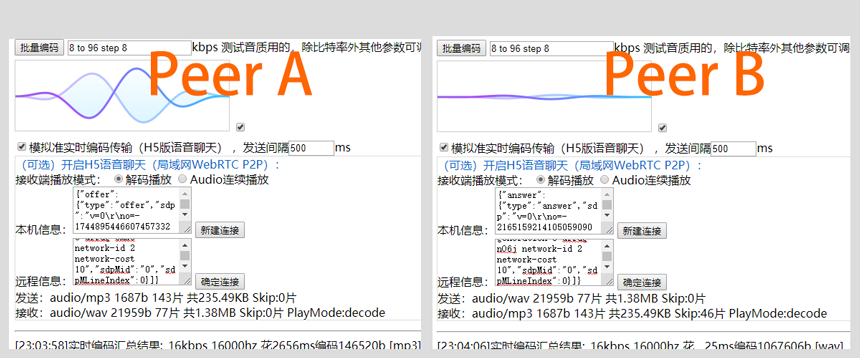 批量编码 8 to 96 step 8 kbps 测试音质用的，除比特率外其他参数可调
Peer A
模拟准实时编码传输（H5版语音聊天），发送间隔500 ms
（可选）开启H5语音聊天（局域网WebRTC P2P）：
接收端播放模式： 解码播放 Audio连续播放
{"offer":
{"type":"offer","sdp
":"v=0\r\no=-
1744895446607457332
本机信息： 新建连接
network-id 2
network-cost
10","sdpMid":"0","sd
pMLineIndex":0}]}
远程信息： 确定连接
发送：audio/mp3 1687b 143片 共235.49KB Skip:0片
接收：audio/wav 21959b 77片 共1.38MB Skip:0片 PlayMode:decode
[23:03:58]实时编码汇总结果: 16kbps 16000hz 花2656ms编码146520b [mp3]
批量编码 8 to 96 step 8 kbps 测试音质用的，除比特率外其他参数可调
Peer B
模拟准实时编码传输（H5版语音聊天），发送间隔500 ms
（可选）开启H5语音聊天（局域网WebRTC P2P）：
接收端播放模式： 解码播放 Audio连续播放
{"answer":
{"type":"answer","sd
p":"v=0\r\no=-
2165159214105059090
本机信息： 新建连接
n06j network-id 2
network-cost
10","sdpMid":"0","sd
pMLineIndex":0}]}
远程信息： 确定连接
发送：audio/wav 21959b 77片 共1.38MB Skip:0片
接收：audio/mp3 1687b 143片 共235.49KB Skip:46片 PlayMode:decode
[23:04:06]实时编码汇总结果: 16kbps 16000hz 花 25ms编码1067606b [wav]